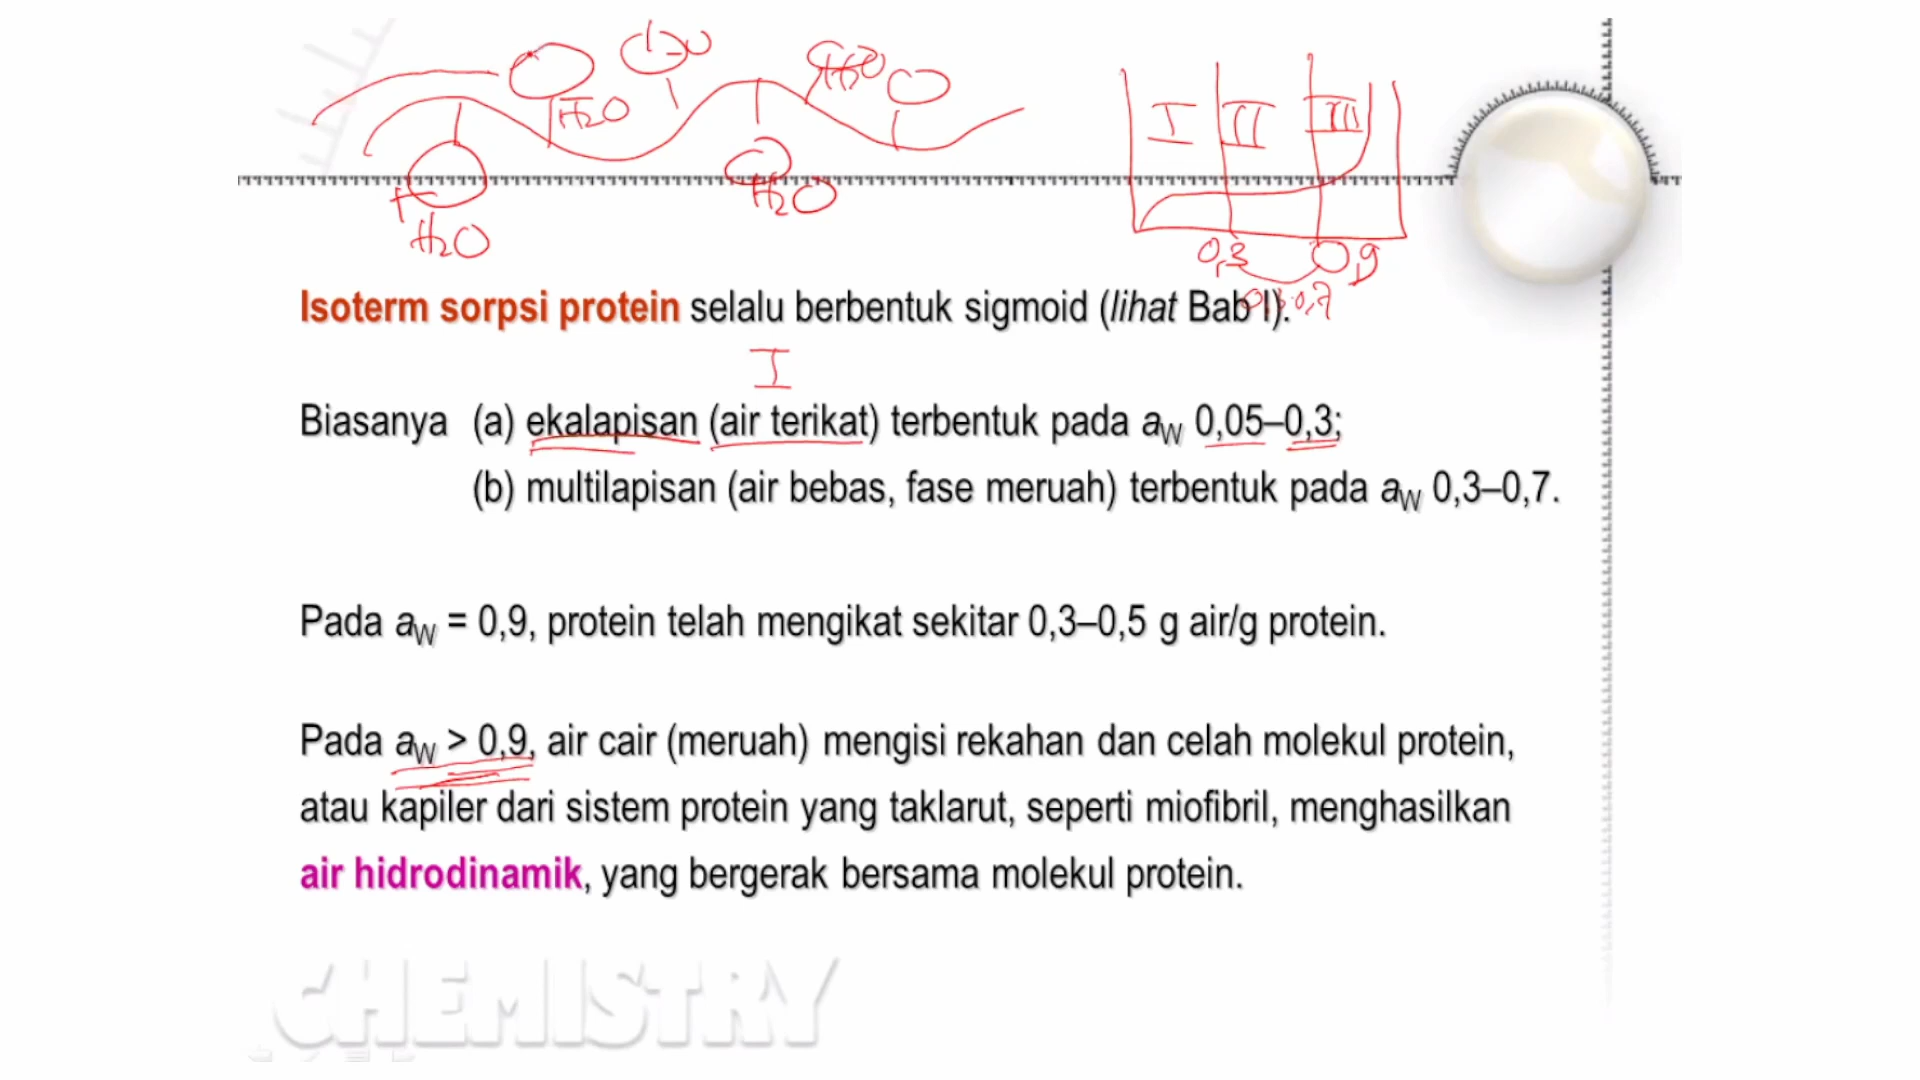 H2O
H2O
H2O
H2O
I II III
0,3 0,9
0,3-0,7
Isoterm sorpsi protein selalu berbentuk sigmoid (lihat Bab I).
I
Biasanya (a) ekalapisan (air terikat) terbentuk pada aW 0,05–0,3;
(b) multilapisan (air bebas, fase meruah) terbentuk pada aW 0,3–0,7.
Pada aW = 0,9, protein telah mengikat sekitar 0,3–0,5 g air/g protein.
Pada aW > 0,9, air cair (meruah) mengisi rekahan dan celah molekul protein,
atau kapiler dari sistem protein yang taklarut, seperti miofibril, menghasilkan
air hidrodinamik, yang bergerak bersama molekul protein.
CHEMISTRY